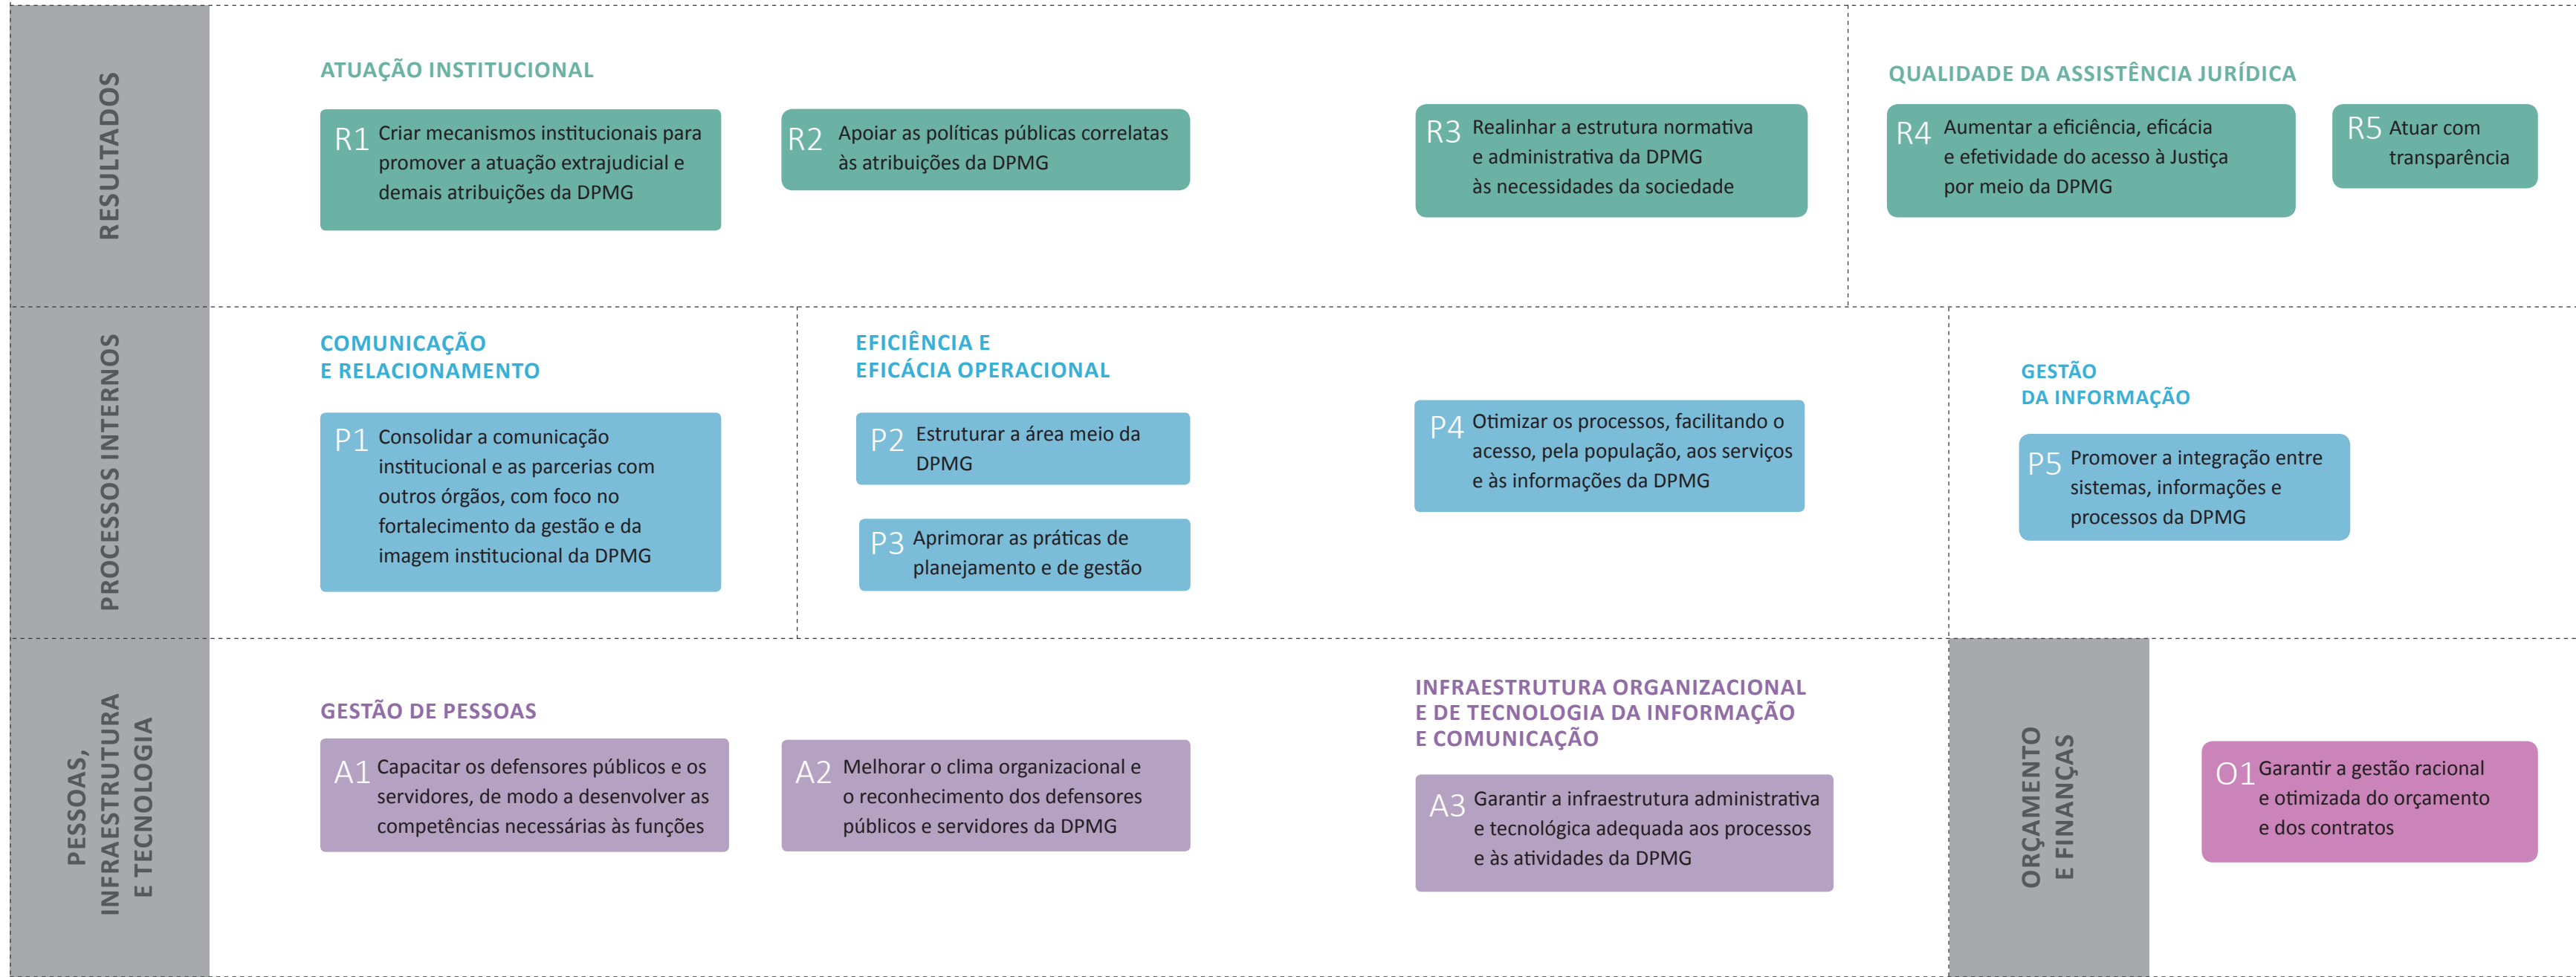 RESULTADOS
ATUAÇÃO INSTITUCIONAL
R1 Criar mecanismos institucionais para
promover a atuação extrajudicial e
demais atribuições da DPMG
R2 Apoiar as políticas públicas correlatas
às atribuições da DPMG
R3 Realinhar a estrutura normativa
e administrativa da DPMG
às necessidades da sociedade
QUALIDADE DA ASSISTÊNCIA JURÍDICA
R4 Aumentar a eficiência, eficácia
e efetividade do acesso à Justiça
por meio da DPMG
R5 Atuar com
transparência
PROCESSOS INTERNOS
COMUNICAÇÃO
E RELACIONAMENTO
P1 Consolidar a comunicação
institucional e as parcerias com
outros órgãos, com foco no
fortalecimento da gestão e da
imagem institucional da DPMG
EFICIÊNCIA E
EFICÁCIA OPERACIONAL
P2 Estruturar a área meio da
DPMG
P3 Aprimorar as práticas de
planejamento e de gestão
P4 Otimizar os processos, facilitando o
acesso, pela população, aos serviços
e às informações da DPMG
GESTÃO
DA INFORMAÇÃO
P5 Promover a integração entre
sistemas, informações e
processos da DPMG
PESSOAS,
INFRAESTRUTURA
E TECNOLOGIA
GESTÃO DE PESSOAS
A1 Capacitar os defensores públicos e os
servidores, de modo a desenvolver as
competências necessárias às funções
A2 Melhorar o clima organizacional e
o reconhecimento dos defensores
públicos e servidores da DPMG
INFRAESTRUTURA ORGANIZACIONAL
E DE TECNOLOGIA DA INFORMAÇÃO
E COMUNICAÇÃO
A3 Garantir a infraestrutura administrativa
e tecnológica adequada aos processos
e às atividades da DPMG
ORÇAMENTO
E FINANÇAS
O1 Garantir a gestão racional
e otimizada do orçamento
e dos contratos